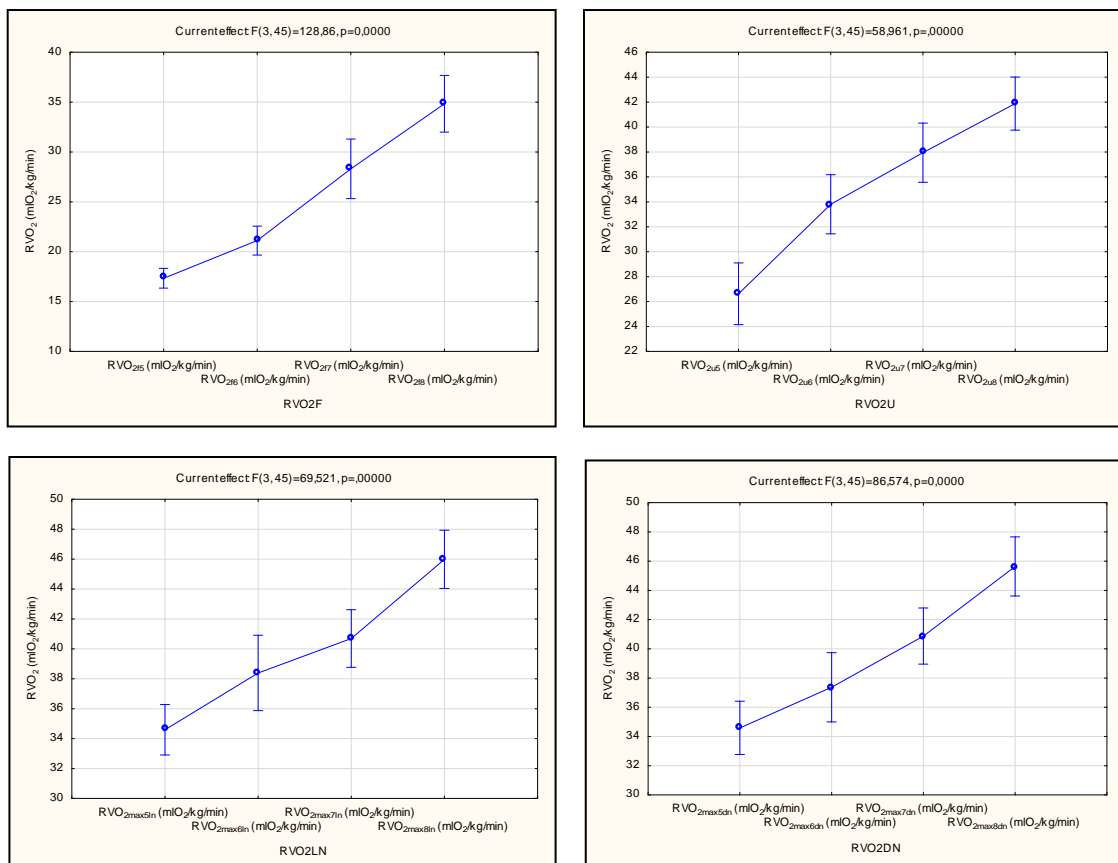 Current effect: F(3, 45)=128,86, p=0,0000
40
35
30
25
20
15
10
RVO₂ (mlO₂/kg/min)
RVO₂f5 (mlO₂/kg/min)
RVO₂f7 (mlO₂/kg/min)
RVO₂f6 (mlO₂/kg/min)
RVO₂f8 (mlO₂/kg/min)
RVO2F
Current effect: F(3, 45)=58,961, p=,00000
46
44
42
40
38
36
34
32
30
28
26
24
22
RVO₂ (mlO₂/kg/min)
RVO₂u5 (mlO₂/kg/min)
RVO₂u7 (mlO₂/kg/min)
RVO₂u6 (mlO₂/kg/min)
RVO₂u8 (mlO₂/kg/min)
RVO2U
Current effect: F(3, 45)=69,521, p=,00000
50
48
46
44
42
40
38
36
34
32
30
RVO₂ (mlO₂/kg/min)
RVO₂max5ln (mlO₂/kg/min)
RVO₂max7ln (mlO₂/kg/min)
RVO₂max6ln (mlO₂/kg/min)
RVO₂max8ln (mlO₂/kg/min)
RVO2LN
Current effect: F(3, 45)=86,574, p=0,0000
50
48
46
44
42
40
38
36
34
32
30
RVO₂ (mlO₂/kg/min)
RVO₂max5dn (mlO₂/kg/min)
RVO₂max7dn (mlO₂/kg/min)
RVO₂max6dn (mlO₂/kg/min)
RVO₂max8dn (mlO₂/kg/min)
RVO2DN